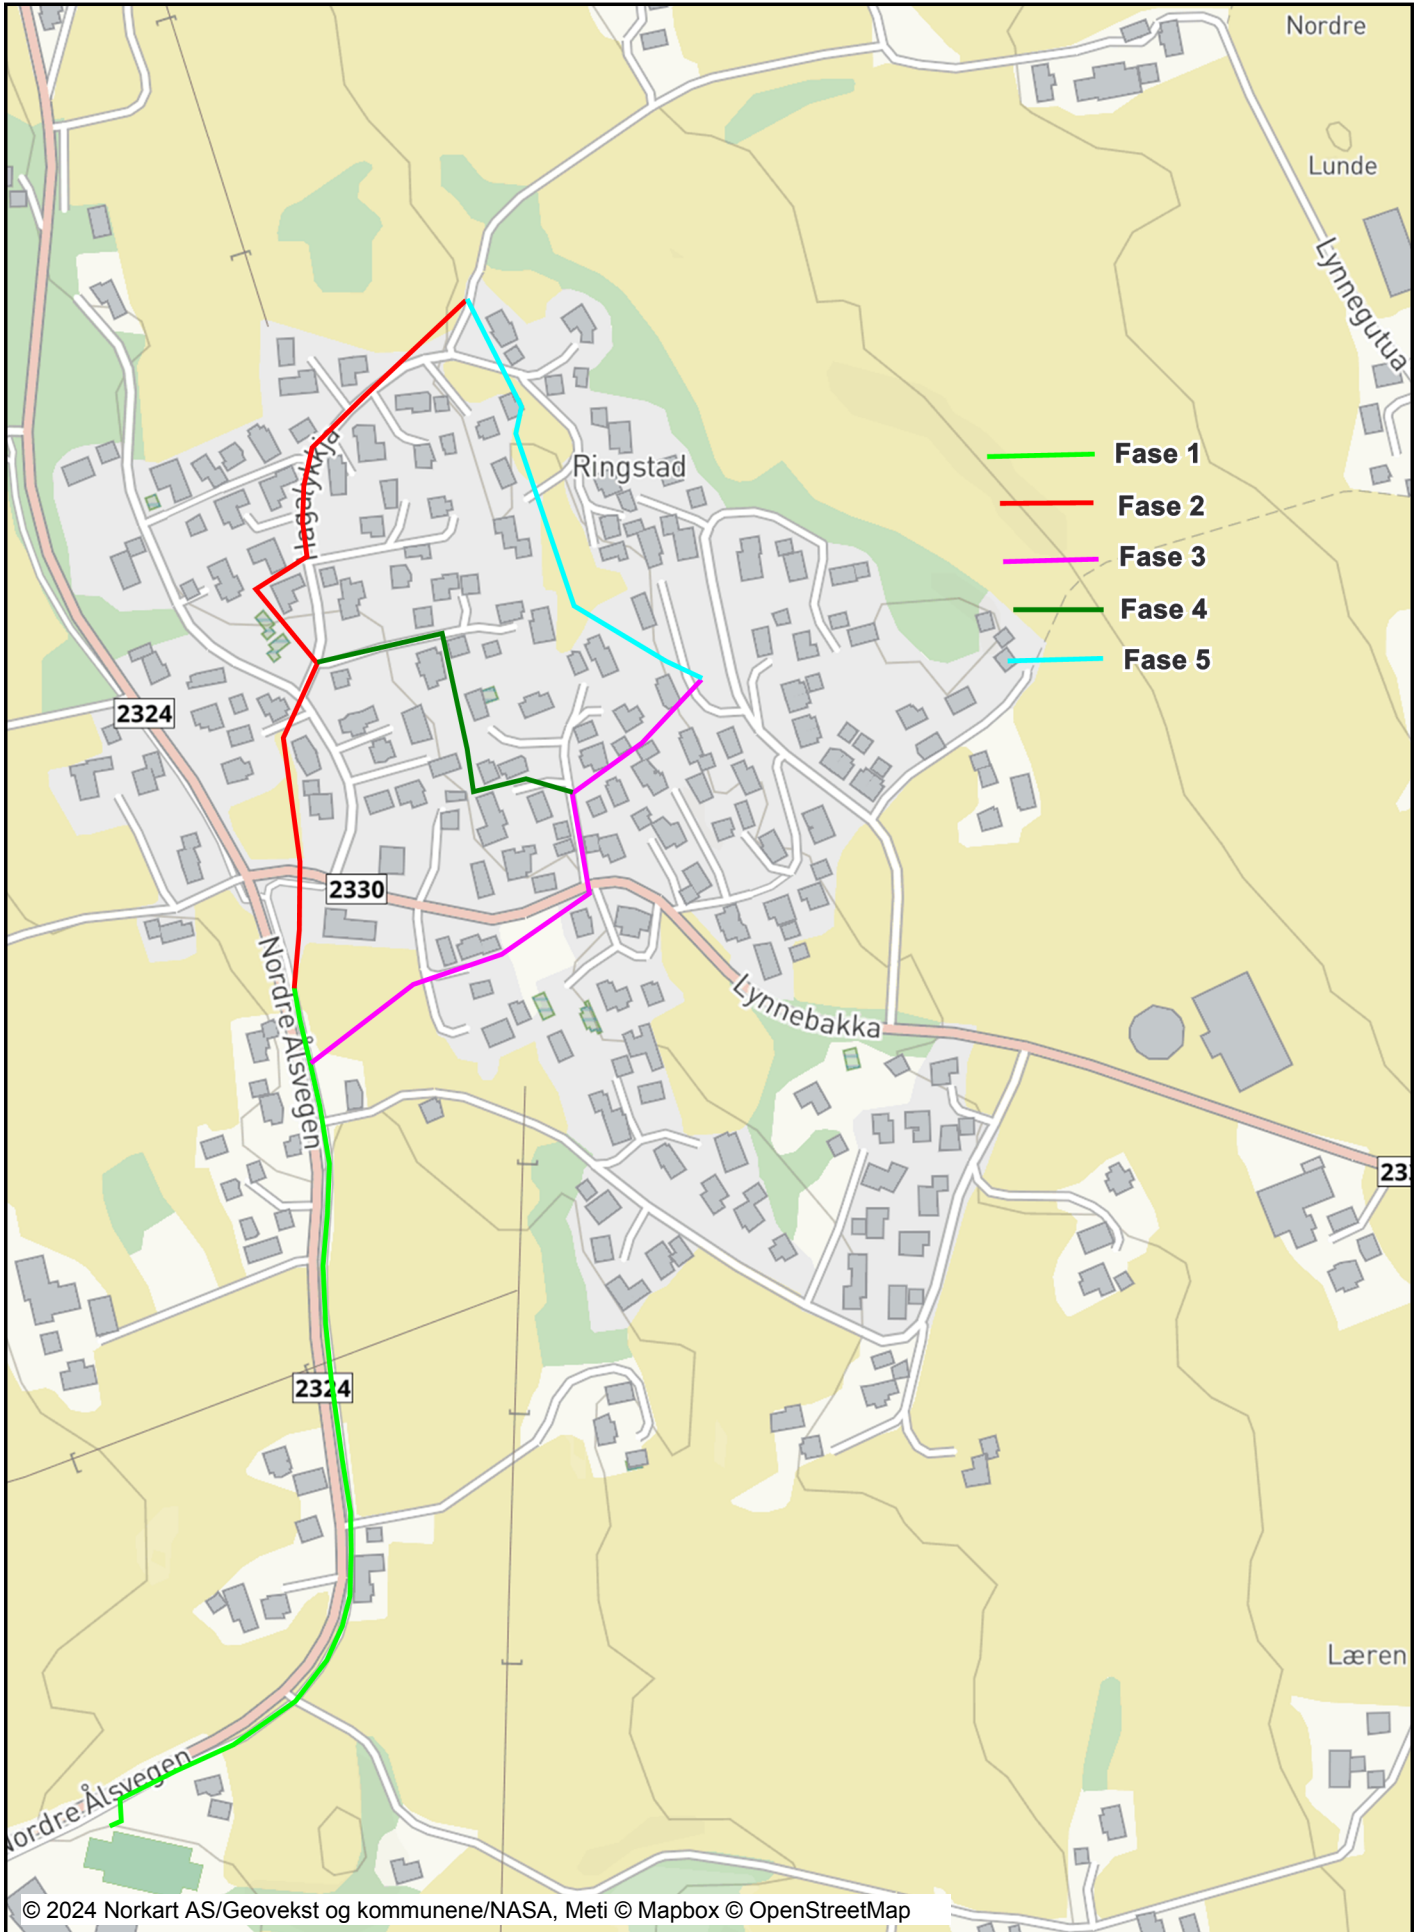 Nordre
Lunde
Lynnegutua
Haugalykkja
Ringstad
Fase 1
Fase 2
Fase 3
Fase 4
Fase 5
2324
2330
Nordre Ålsvegen
Lynnebakka
2324
Læren
Nordre Ålsvegen
© 2024 Norkart AS/Geovekst og kommunene/NASA, Meti © Mapbox © OpenStreetMap